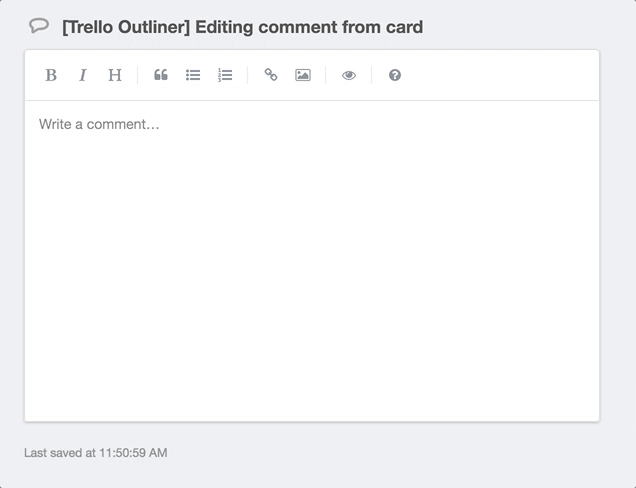 [Trello Outliner] Editing comment from card
B I H
Write a comment…
Last saved at 11:50:59 AM